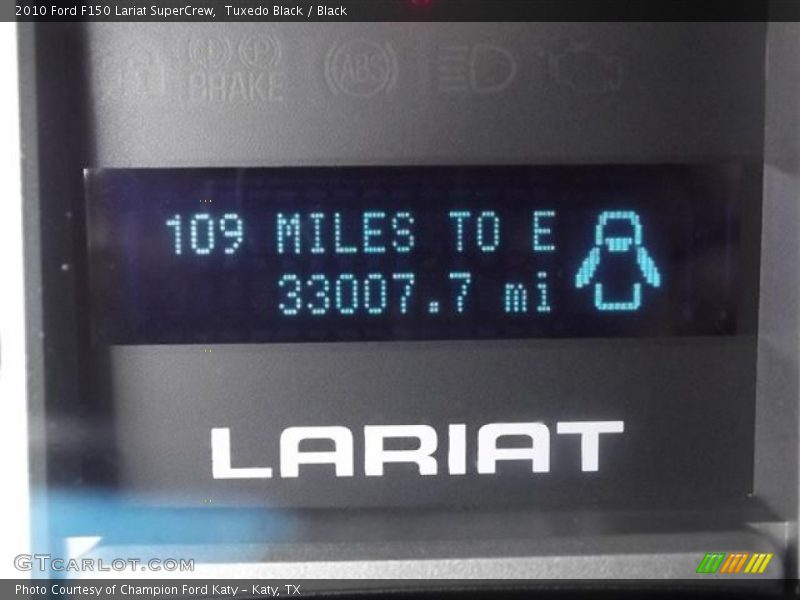 2010 Ford F150 Lariat SuperCrew, Tuxedo Black / Black
BRAKE
ABS
109 MILES TO E
33007.7 mi
LARIAT
GTCARLOT.COM
Photo Courtesy of Champion Ford Katy – Katy, TX